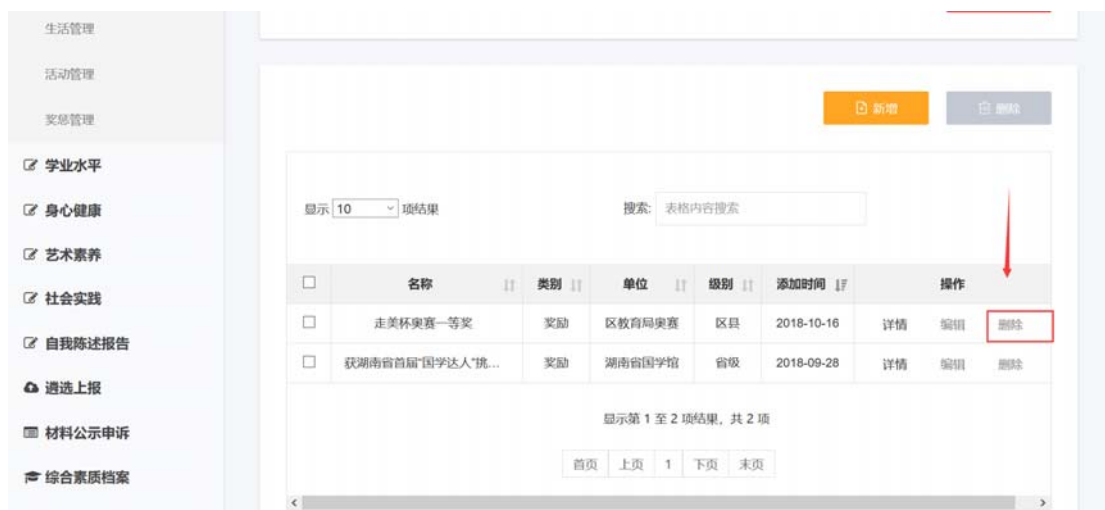 生活管理
活动管理
奖惩管理
学业水平
身心健康
艺术素养
社会实践
自我陈述报告
遴选上报
材料公示申诉
综合素质档案
新增 删除
显示 10 项结果 搜索: 表格内容搜索
名称 类别 单位 级别 添加时间 操作
走美杯奥赛一等奖 奖励 区教育局奥赛 区县 2018-10-16 详情 编辑 删除
获湖南省首届"国学达人"挑... 奖励 湖南省国学馆 省级 2018-09-28 详情 编辑 删除
显示第 1 至 2 项结果，共 2 项
首页 上页 1 下页 末页